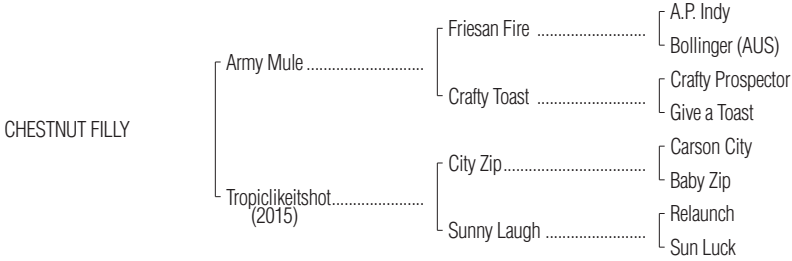 A.P. Indy
Friesan Fire ..........................
Bollinger (AUS)
Army Mule ............................
Crafty Prospector
Crafty Toast ..........................
Give a Toast
CHESTNUT FILLY
Carson City
City Zip..................................
Baby Zip
Tropiclikeitshot......................
(2015)
Relaunch
Sunny Laugh ........................
Sun Luck